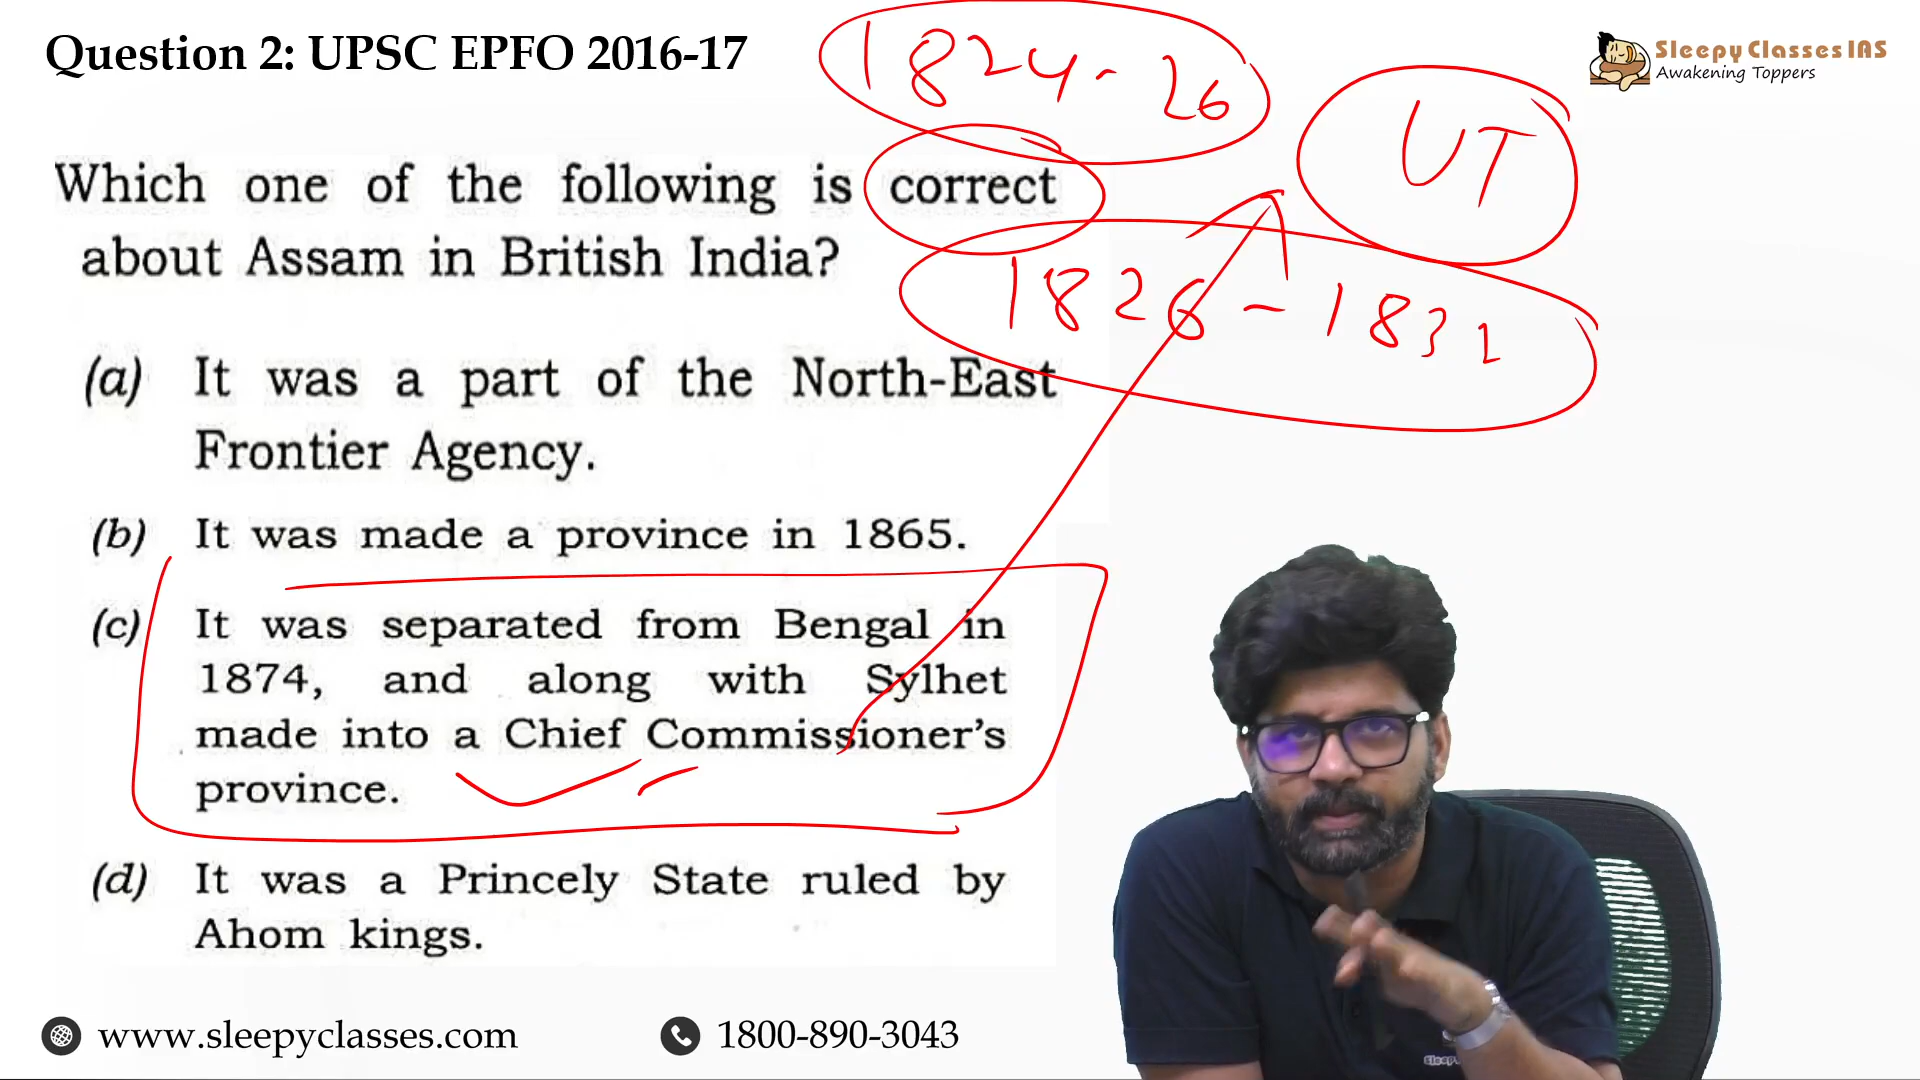 Question 2: UPSC EPFO 2016-17
1824-26
UT
Sleepy Classes IAS
Awakening Toppers
Which one of the following is correct
about Assam in British India?
1826-1832
(a) It was a part of the North-East
Frontier Agency.
(b) It was made a province in 1865.
(c) It was separated from Bengal in
1874, and along with Sylhet
made into a Chief Commissioner's
province.
(d) It was a Princely State ruled by
Ahom kings.
www.sleepyclasses.com
1800-890-3043